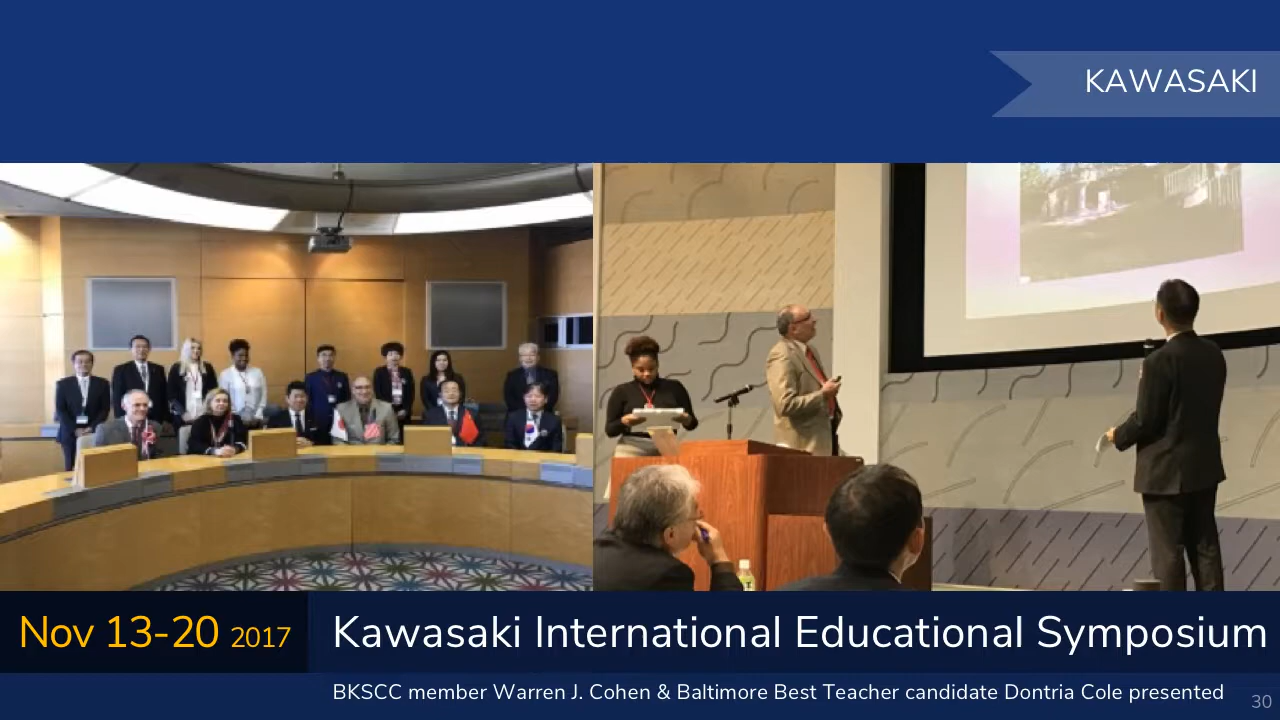 KAWASAKI
Nov 13-20 2017
Kawasaki International Educational Symposium
BKSCC member Warren J. Cohen & Baltimore Best Teacher candidate Dontria Cole presented
30